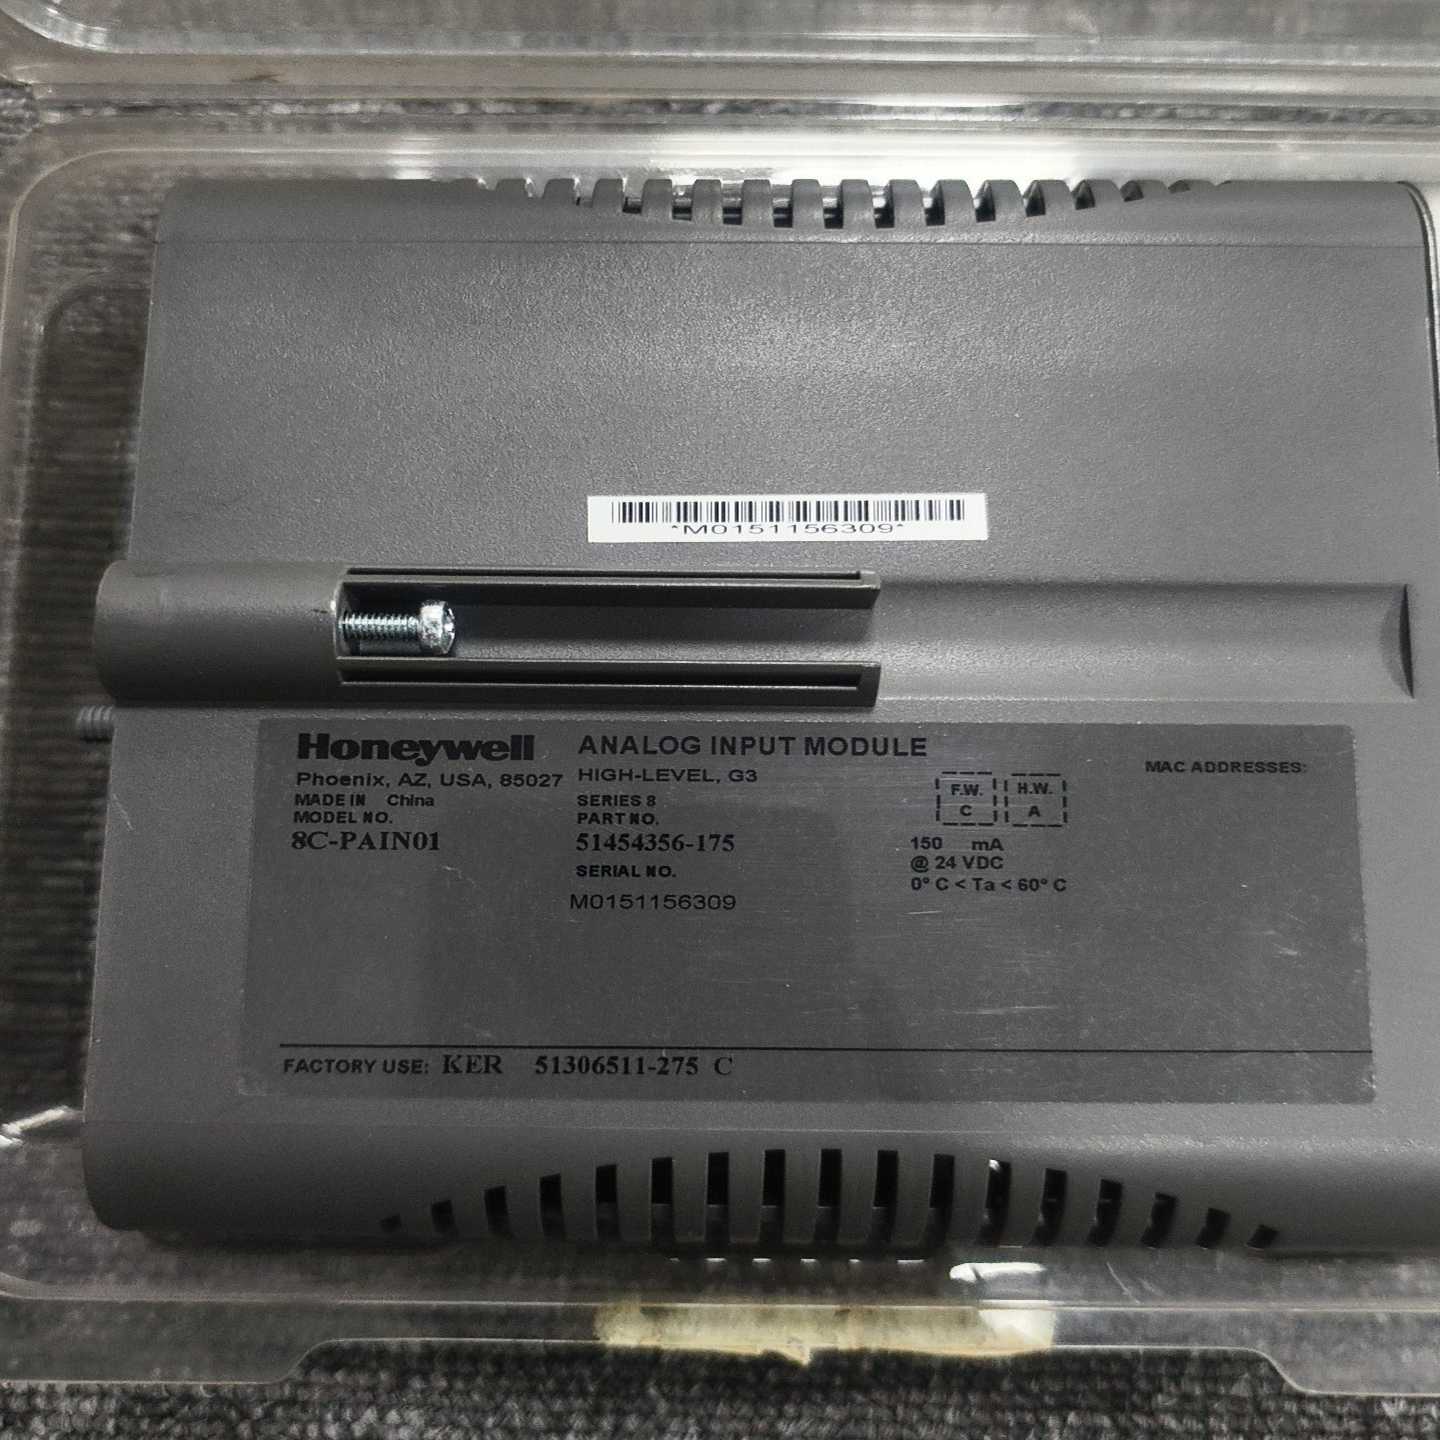 *M0151156309*
Honeywell
Phoenix, AZ, USA, 85027
MADE IN China
MODEL NO.
8C-PAIN01
ANALOG INPUT MODULE
HIGH-LEVEL, G3
SERIES 8
PART NO.
51454356-175
SERIAL NO.
M0151156309
F.W. H.W.
C A
150 mA
@ 24 VDC
0° C < Ta < 60° C
MAC ADDRESSES:
FACTORY USE: KER 51306511-275 C